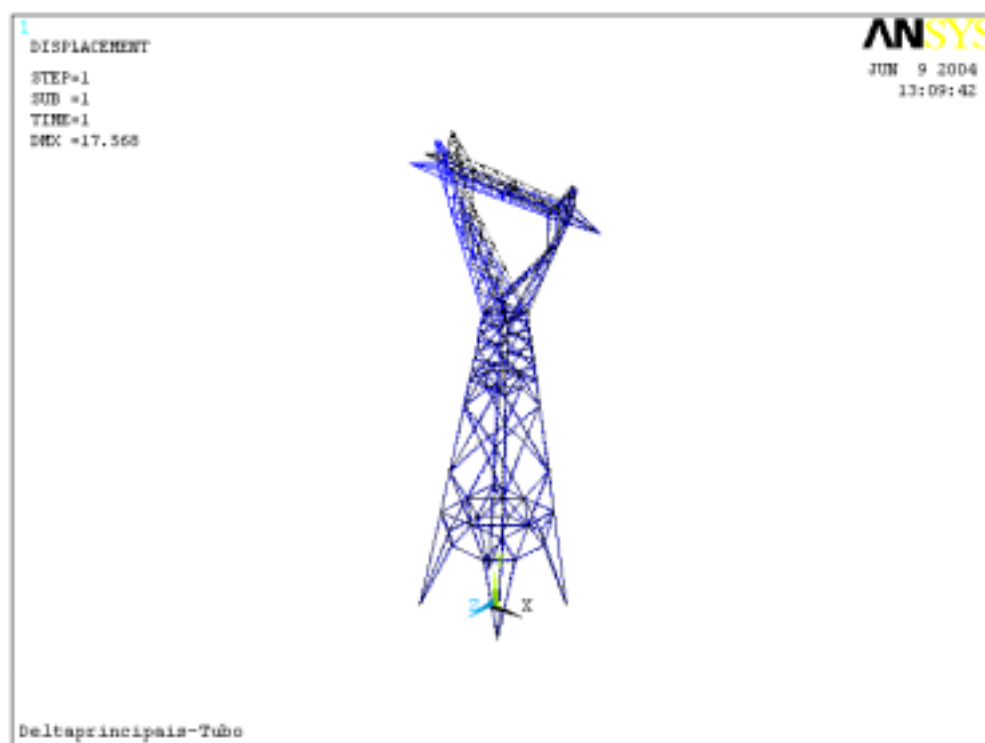 1
DISPLACEMENT
STEP=1
SUB =1
TIME=1
DMX =17.568
ANSYS
JUN 9 2004
13:09:42
Z X
Deltaprincipais-Tubo